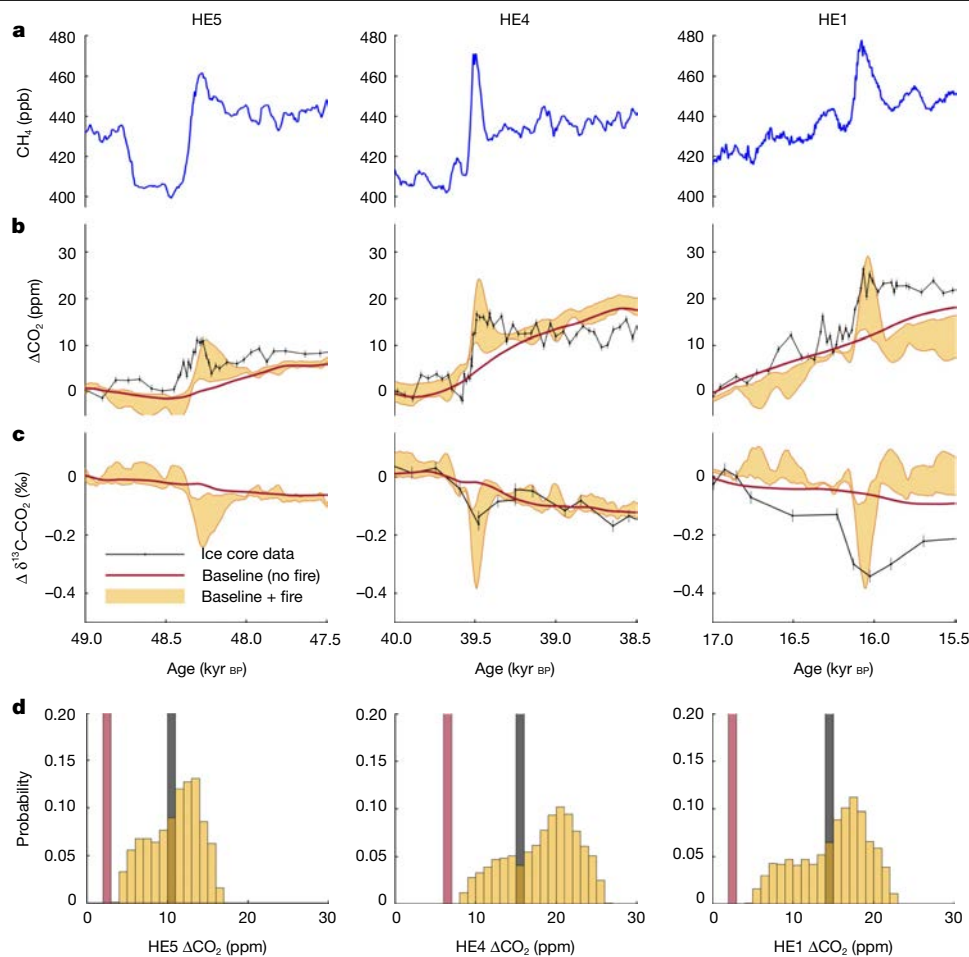 HE5 HE4 HE1
a
480 480 480
460 460 460
440 440 440
420 420 420
400 400 400
CH₄ (ppb)
b
30 30 30
20 20 20
10 10 10
0 0 0
ΔCO₂ (ppm)
c
0 0 0
−0.2 −0.2 −0.2
−0.4 −0.4 −0.4
Δ δ¹³C–CO₂ (‰)
Ice core data
Baseline (no fire)
Baseline + fire
49.0 48.5 48.0 47.5 40.0 39.5 39.0 38.5 17.0 16.5 16.0 15.5
Age (kyr BP) Age (kyr BP) Age (kyr BP)
d
0.20 0.20 0.20
0.15 0.15 0.15
0.10 0.10 0.10
0.05 0.05 0.05
0 0 0
Probability
0 10 20 30 0 10 20 30 0 10 20 30
HE5 ΔCO₂ (ppm) HE4 ΔCO₂ (ppm) HE1 ΔCO₂ (ppm)